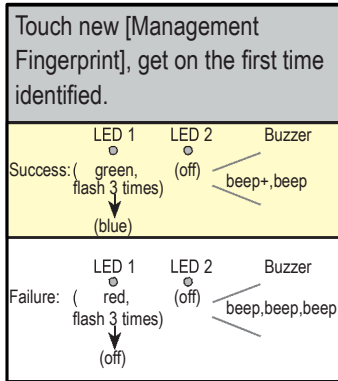 Touch new [Management
Fingerprint], get on the first time
identified.
LED 1 LED 2 Buzzer
Success: ( green, (off) beep+,beep
flash 3 times)
(blue)
LED 1 LED 2 Buzzer
Failure: ( red, (off) beep,beep,beep
flash 3 times)
(off)